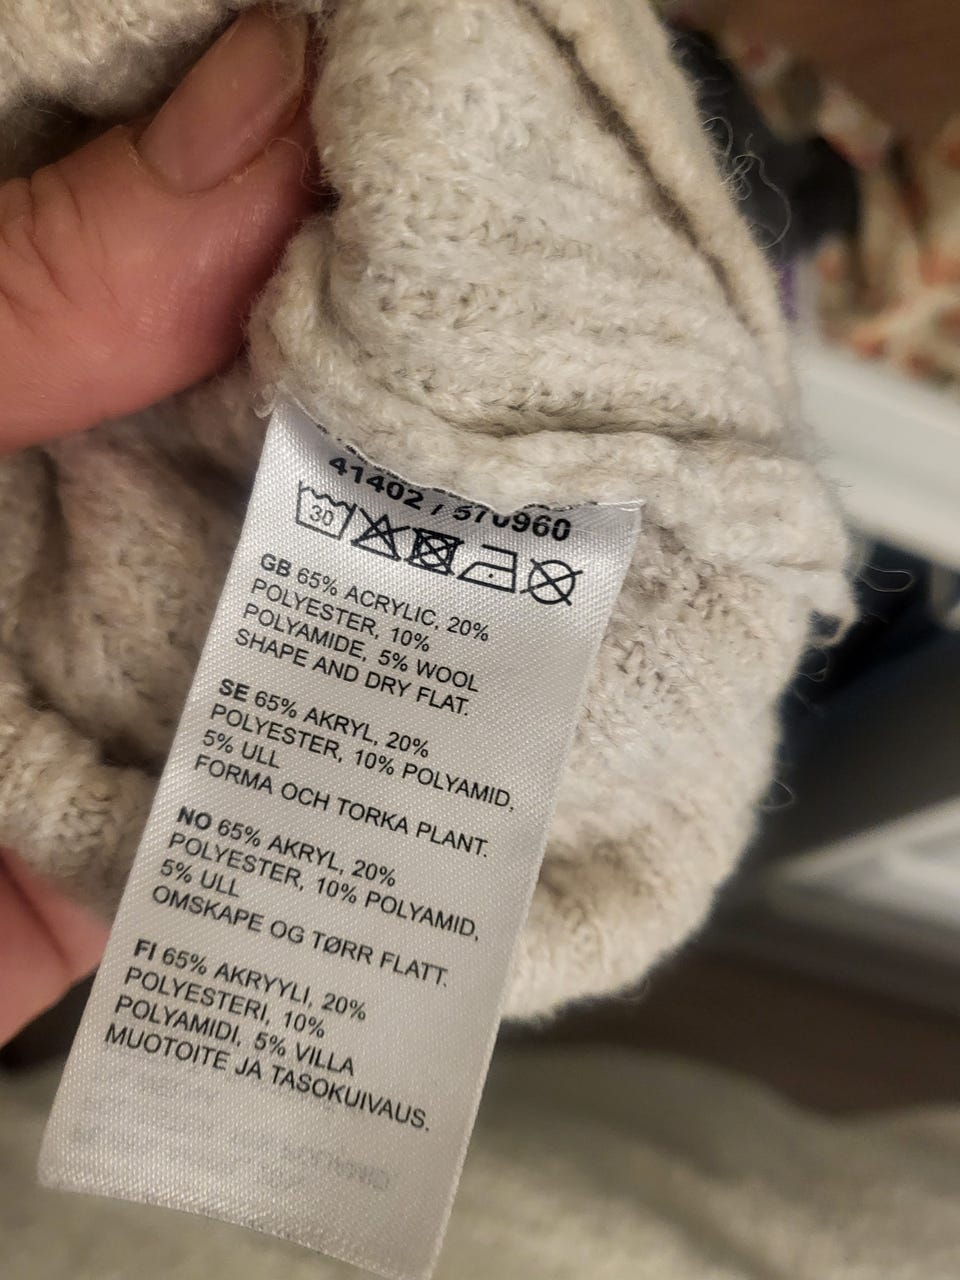 41402 / 570960
30
GB 65% ACRYLIC, 20%
POLYESTER, 10%
POLYAMIDE, 5% WOOL
SHAPE AND DRY FLAT.
SE 65% AKRYL, 20%
POLYESTER, 10% POLYAMID,
5% ULL
FORMA OCH TORKA PLANT.
NO 65% AKRYL, 20%
POLYESTER, 10% POLYAMID,
5% ULL
OMSKAPE OG TØRR FLATT.
FI 65% AKRYYLI, 20%
POLYESTERI, 10%
POLYAMIDI, 5% VILLA
MUOTOITE JA TASOKUIVAUS.